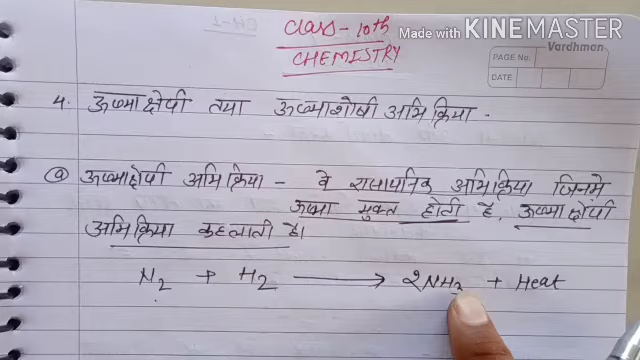 Class-10th
CHEMISTRY
Made with KINEMASTER
Vardhman
PAGE No.
DATE
4. ऊष्माक्षेपी तथा ऊष्माशोषी अभिक्रिया -
(a) ऊष्माक्षेपी अभिक्रिया - वे रासायनिक अभिक्रिया जिनमे
ऊष्मा मुक्त होती है, ऊष्माक्षेपी
अभिक्रिया कहलाती है।
N2 + H2 ⟶ 2NH2 + Heat